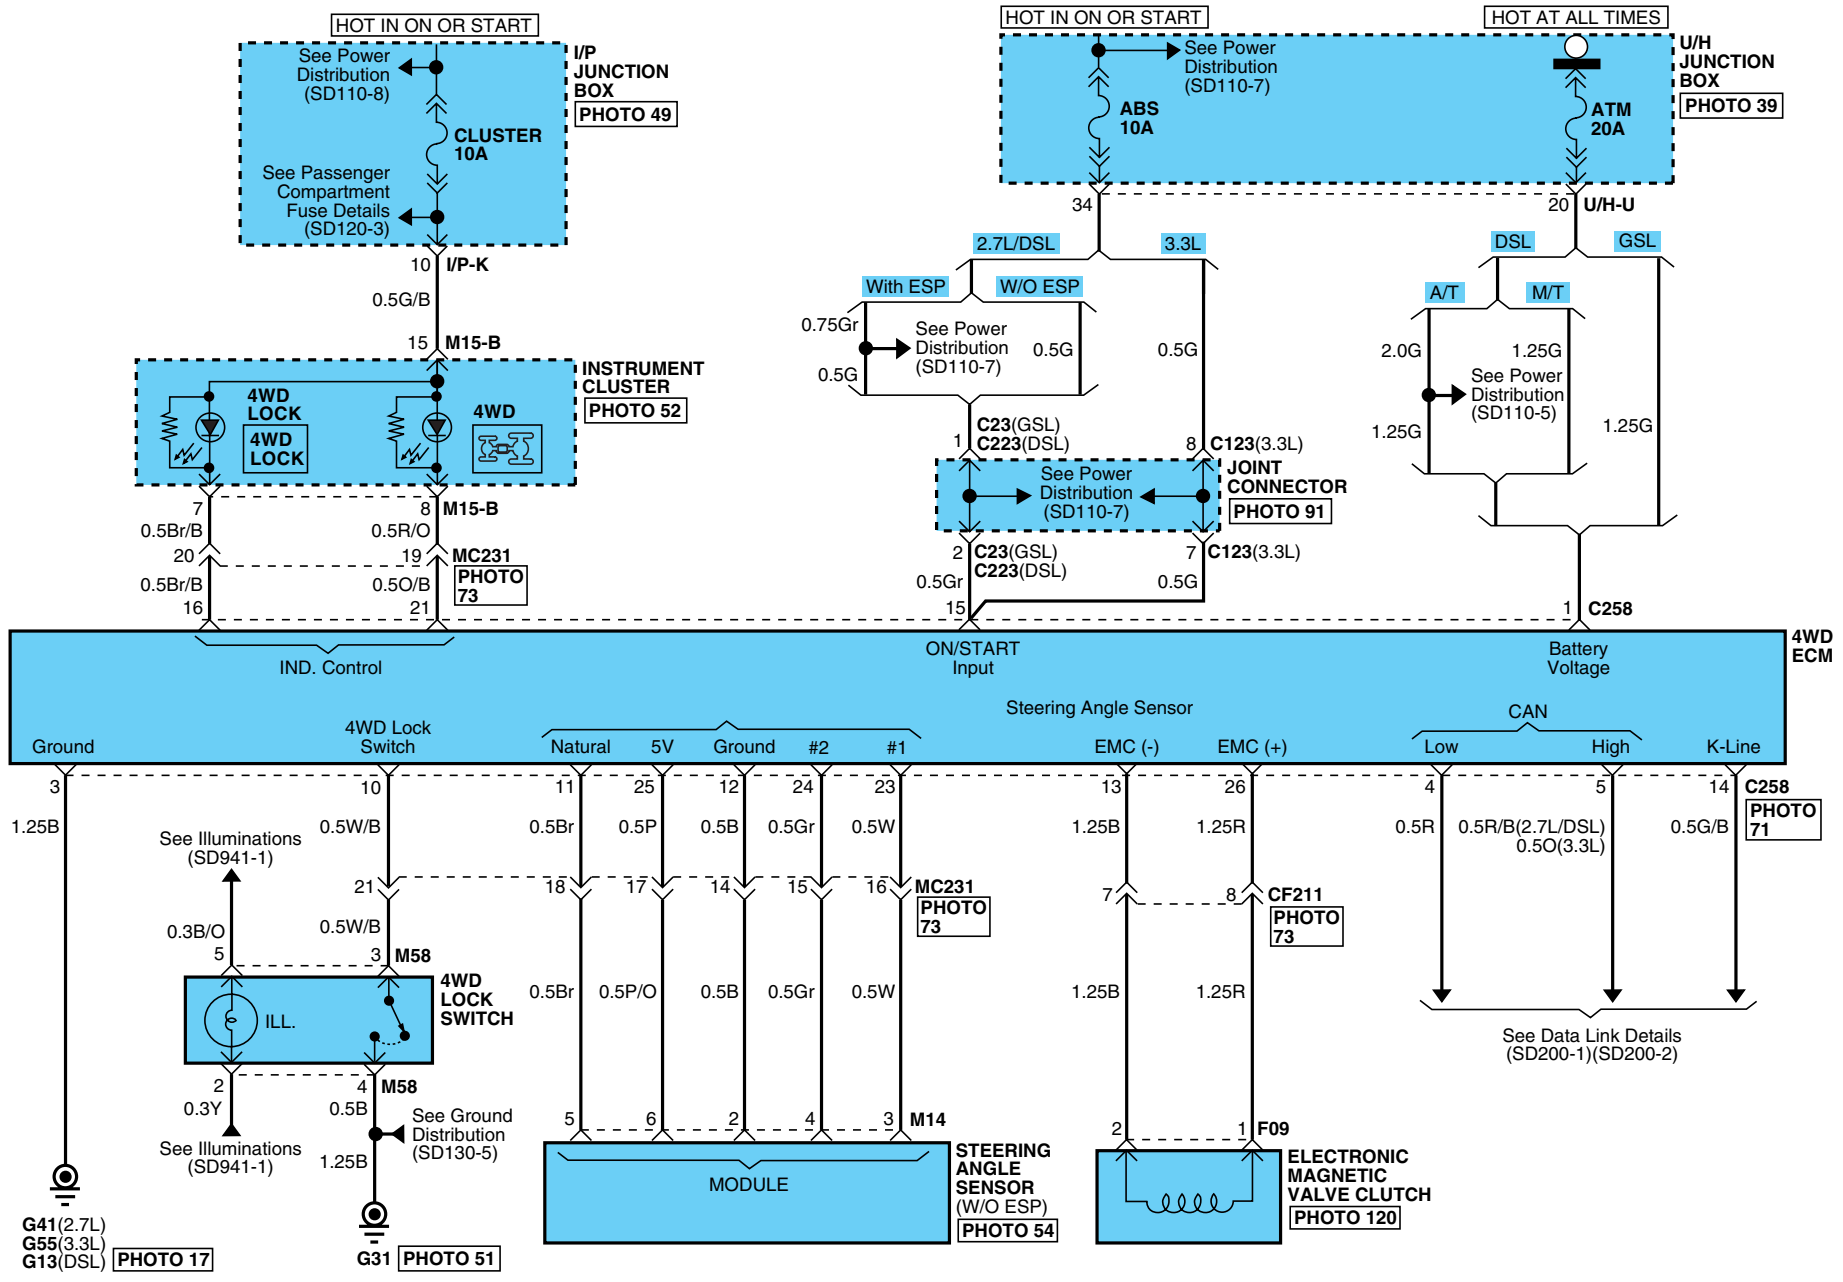 HOT IN ON OR START
HOT IN ON OR START
HOT AT ALL TIMES
See Power
Distribution
(SD110-8)
I/P
JUNCTION
BOX
PHOTO 49
CLUSTER
10A
See Passenger
Compartment
Fuse Details
(SD120-3)
10 I/P-K
0.5G/B
15 M15-B
See Power
Distribution
(SD110-7)
ABS
10A
ATM
20A
U/H
JUNCTION
BOX
PHOTO 39
34
20 U/H-U
2.7L/DSL
3.3L
DSL
GSL
With ESP
W/O ESP
A/T
M/T
0.75Gr
See Power
Distribution
(SD110-7)
0.5G
0.5G
0.5G
2.0G
1.25G
See Power
Distribution
(SD110-5)
1.25G
1.25G
INSTRUMENT
CLUSTER
PHOTO 52
4WD
LOCK
4WD
LOCK
4WD
1 C23(GSL)
C223(DSL)
8 C123(3.3L)
See Power
Distribution
(SD110-7)
JOINT
CONNECTOR
PHOTO 91
7
8 M15-B
0.5Br/B
0.5R/O
20
19 MC231
PHOTO
73
0.5Br/B
0.5O/B
16
21
2 C23(GSL)
C223(DSL)
7 C123(3.3L)
0.5Gr
0.5G
15
1 C258
4WD
ECM
IND. Control
ON/START
Input
Battery
Voltage
Steering Angle Sensor
CAN
Ground
4WD Lock
Switch
Natural
5V
Ground
#2
#1
EMC (-)
EMC (+)
Low
High
K-Line
3
10
11
25
12
24
23
13
26
4
5
14 C258
PHOTO
71
1.25B
0.5W/B
0.5Br
0.5P
0.5B
0.5Gr
0.5W
1.25B
1.25R
0.5R
0.5R/B(2.7L/DSL)
0.5O(3.3L)
0.5G/B
See Illuminations
(SD941-1)
21
18
17
14
15
16 MC231
PHOTO
73
7
8 CF211
PHOTO
73
0.3B/O
0.5W/B
5
3 M58
4WD
LOCK
SWITCH
ILL.
0.5Br
0.5P/O
0.5B
0.5Gr
0.5W
1.25B
1.25R
See Data Link Details
(SD200-1)(SD200-2)
2
4 M58
0.3Y
0.5B
See Ground
Distribution
(SD130-5)
See Illuminations
(SD941-1)
1.25B
5
6
2
4
3 M14
2
1 F09
MODULE
STEERING
ANGLE
SENSOR
(W/O ESP)
PHOTO 54
ELECTRONIC
MAGNETIC
VALVE CLUTCH
PHOTO 120
G41(2.7L)
G55(3.3L)
G13(DSL) PHOTO 17
G31 PHOTO 51